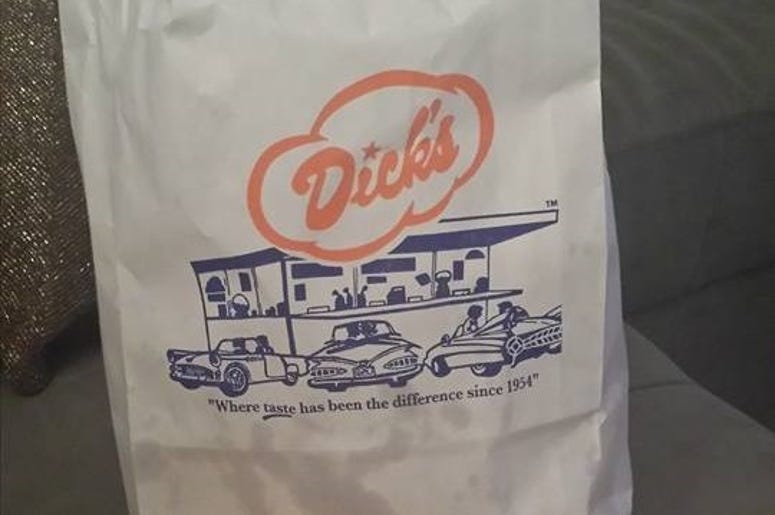 Dick's
TM
"Where taste has been the difference since 1954"